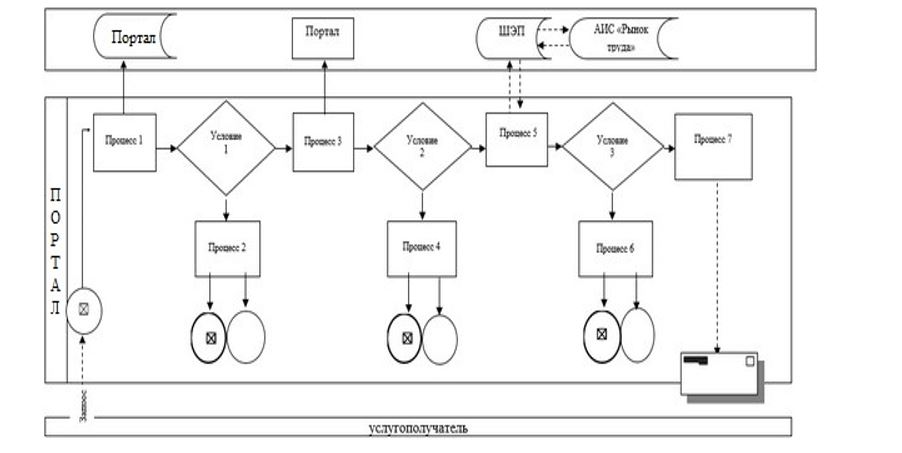 Портал
Портал
ШЭП
АИС «Рынок
труда»
Процесс 1
Условие
1
Процесс 3
Условие
2
Процесс 5
Условие
3
Процесс 7
ПОРТАЛ
Процесс 2
Процесс 4
Процесс 6
Запрос
услугополучатель